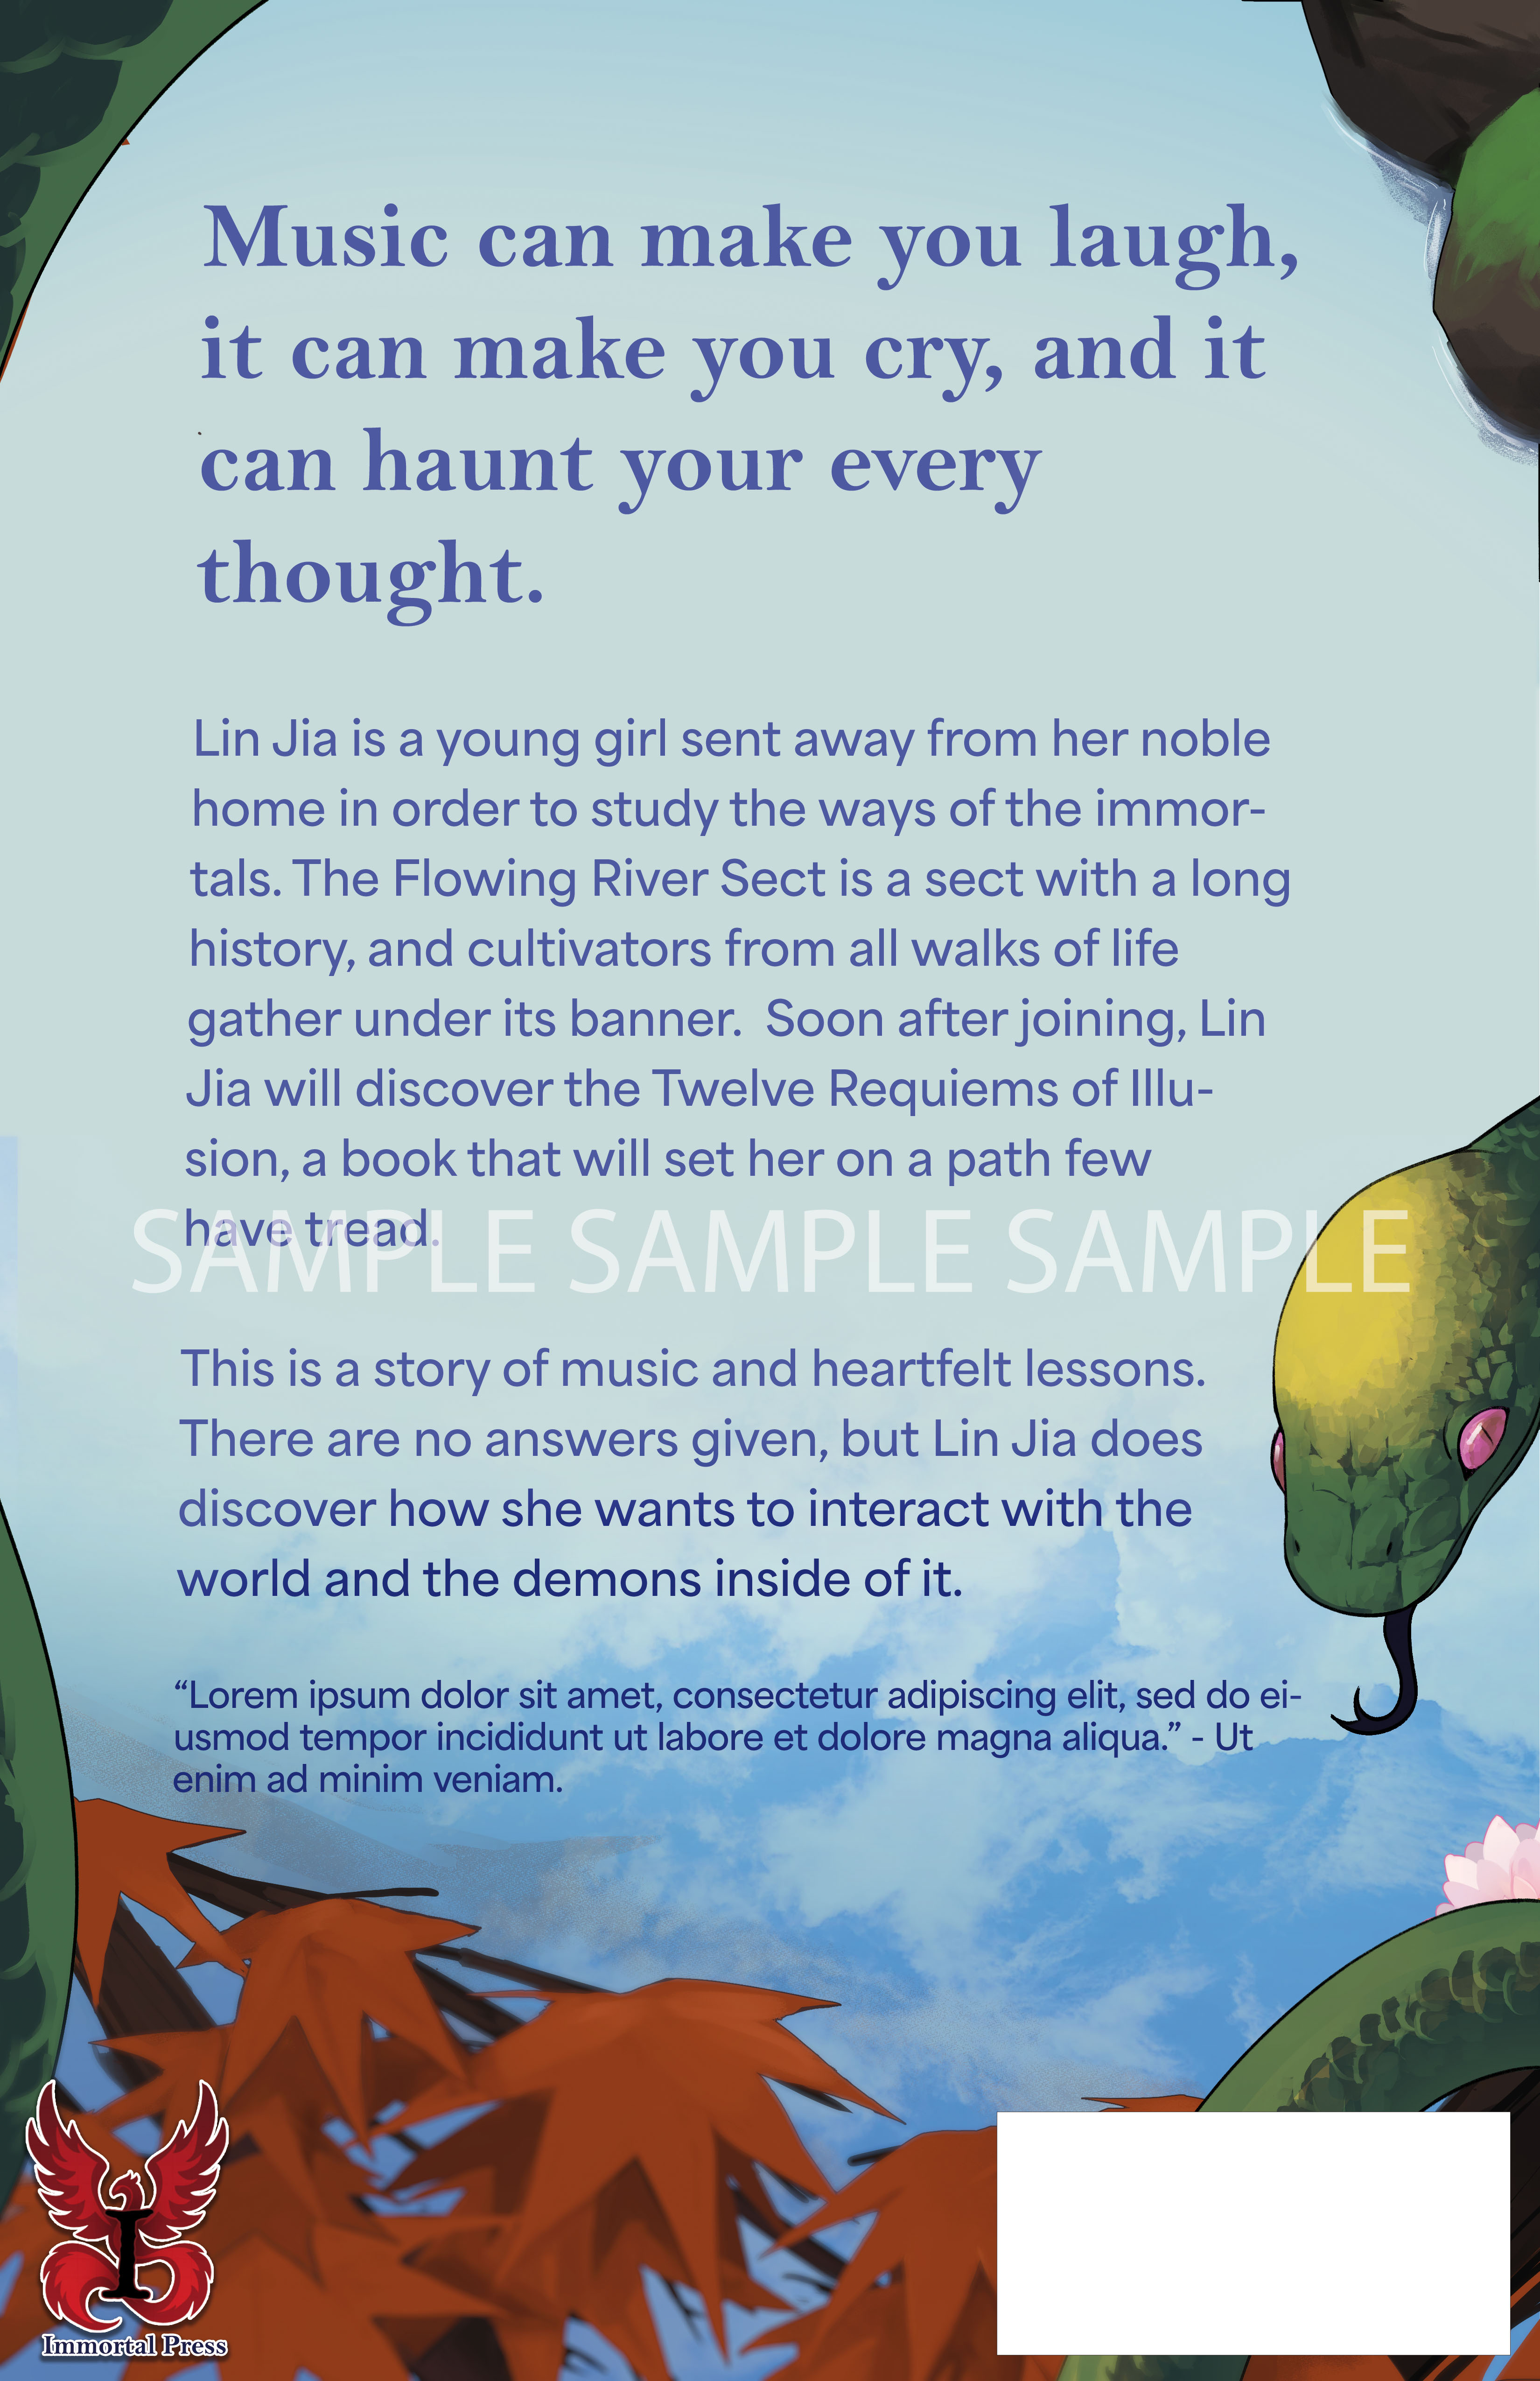 Music can make you laugh,
it can make you cry, and it
can haunt your every
thought.
Lin Jia is a young girl sent away from her noble
home in order to study the ways of the immor-
tals. The Flowing River Sect is a sect with a long
history, and cultivators from all walks of life
gather under its banner.  Soon after joining, Lin
Jia will discover the Twelve Requiems of Illu-
sion, a book that will set her on a path few
have tread.
SAMPLE SAMPLE SAMPLE
This is a story of music and heartfelt lessons.
There are no answers given, but Lin Jia does
discover how she wants to interact with the
world and the demons inside of it.
“Lorem ipsum dolor sit amet, consectetur adipiscing elit, sed do ei-
usmod tempor incididunt ut labore et dolore magna aliqua.” - Ut
enim ad minim veniam.
I
Immortal Press